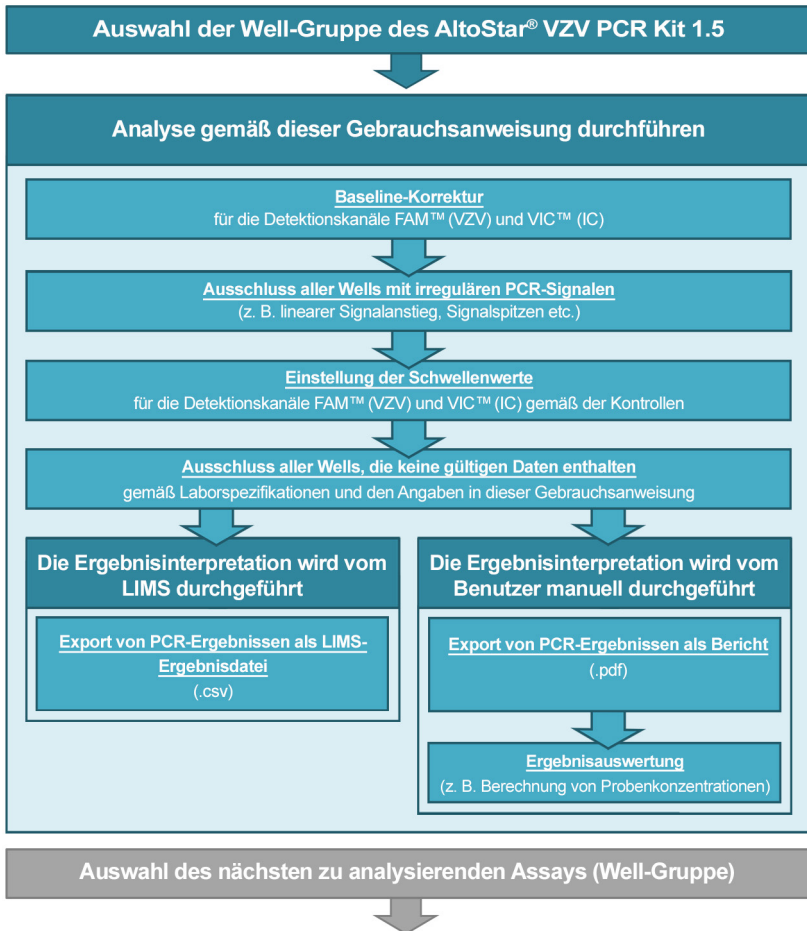 Auswahl der Well-Gruppe des AltoStar® VZV PCR Kit 1.5
Analyse gemäß dieser Gebrauchsanweisung durchführen
Baseline-Korrektur
für die Detektionskanäle FAM™ (VZV) und VIC™ (IC)
Ausschluss aller Wells mit irregulären PCR-Signalen
(z. B. linearer Signalanstieg, Signalspitzen etc.)
Einstellung der Schwellenwerte
für die Detektionskanäle FAM™ (VZV) und VIC™ (IC) gemäß der Kontrollen
Ausschluss aller Wells, die keine gültigen Daten enthalten
gemäß Laborspezifikationen und den Angaben in dieser Gebrauchsanweisung
Die Ergebnisinterpretation wird vom
LIMS durchgeführt
Export von PCR-Ergebnissen als LIMS-
Ergebnisdatei
(.csv)
Die Ergebnisinterpretation wird vom
Benutzer manuell durchgeführt
Export von PCR-Ergebnissen als Bericht
(.pdf)
Ergebnisauswertung
(z. B. Berechnung von Probenkonzentrationen)
Auswahl des nächsten zu analysierenden Assays (Well-Gruppe)